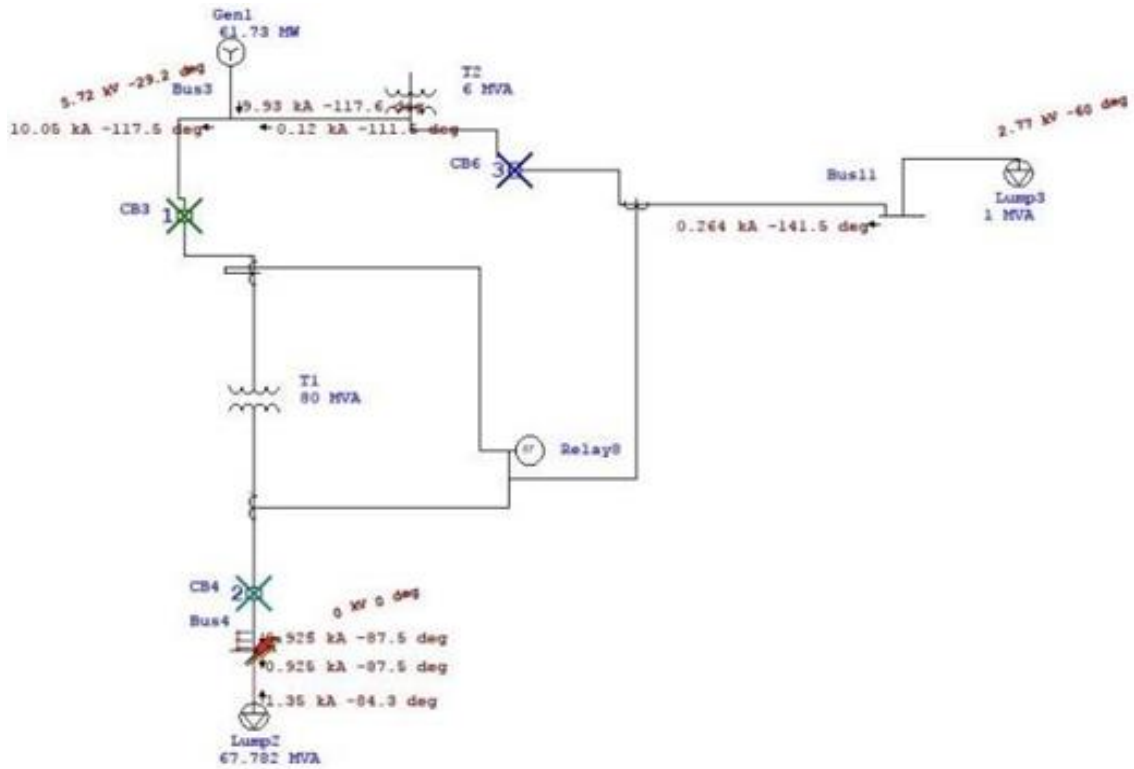 Gen1
61.73 MW
5.72 kV -29.2 deg
Bus3
T2
6 MVA
9.93 kA -117.6 deg
10.05 kA -117.5 deg
0.12 kA -111.5 deg
2.77 kV -60 deg
CB6
3
Bus11
Lump3
1 MVA
CB3
1
0.264 kA -141.5 deg
T1
80 MVA
87
Relay8
CB4
2
0 kV 0 deg
Bus4
0.925 kA -87.5 deg
0.925 kA -87.5 deg
1.35 kA -84.3 deg
Lump2
67.782 MVA